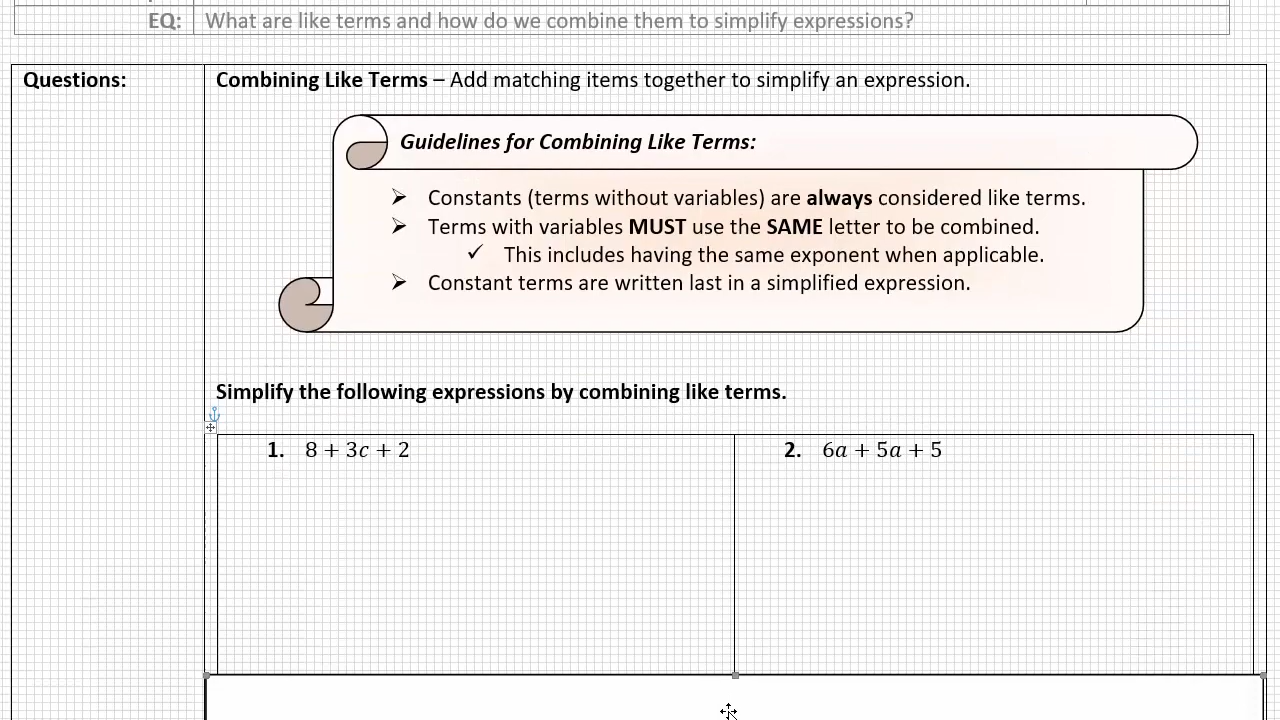 EQ: What are like terms and how do we combine them to simplify expressions?
Questions:
Combining Like Terms – Add matching items together to simplify an expression.
Guidelines for Combining Like Terms:
➢ Constants (terms without variables) are always considered like terms.
➢ Terms with variables MUST use the SAME letter to be combined.
✓ This includes having the same exponent when applicable.
➢ Constant terms are written last in a simplified expression.
Simplify the following expressions by combining like terms.
1. 8 + 3c + 2
2. 6a + 5a + 5